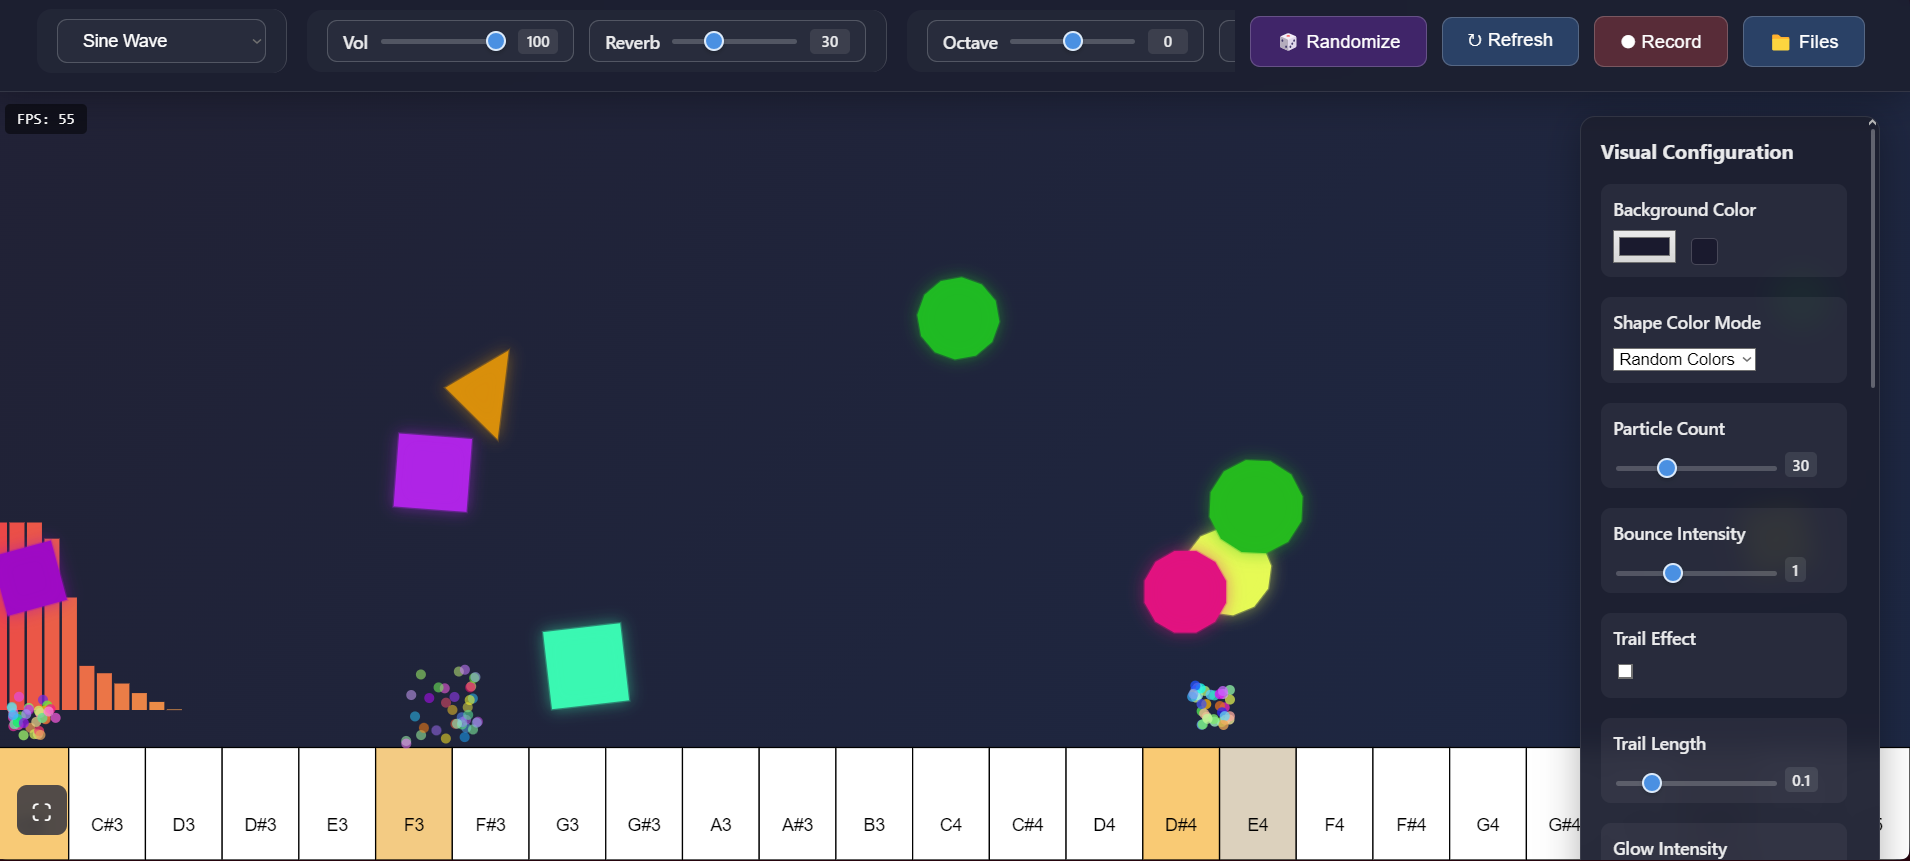 Sine Wave
Vol 100
Reverb 30
Octave 0
Randomize
↻ Refresh
Record
Files
FPS: 55
Visual Configuration
Background Color
Shape Color Mode
Random Colors
Particle Count
30
Bounce Intensity
1
Trail Effect
Trail Length
0.1
Glow Intensity
C#3 D3 D#3 E3 F3 F#3 G3 G#3 A3 A#3 B3 C4 C#4 D4 D#4 E4 F4 F#4 G4 G#4